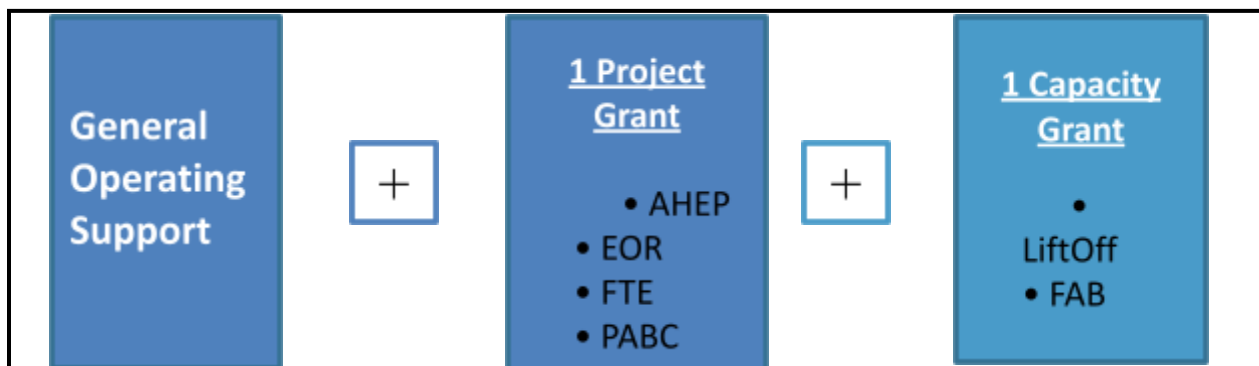 General
Operating
Support
+
1 Project
Grant
• AHEP
• EOR
• FTE
• PABC
+
1 Capacity
Grant
•
LiftOff
• FAB